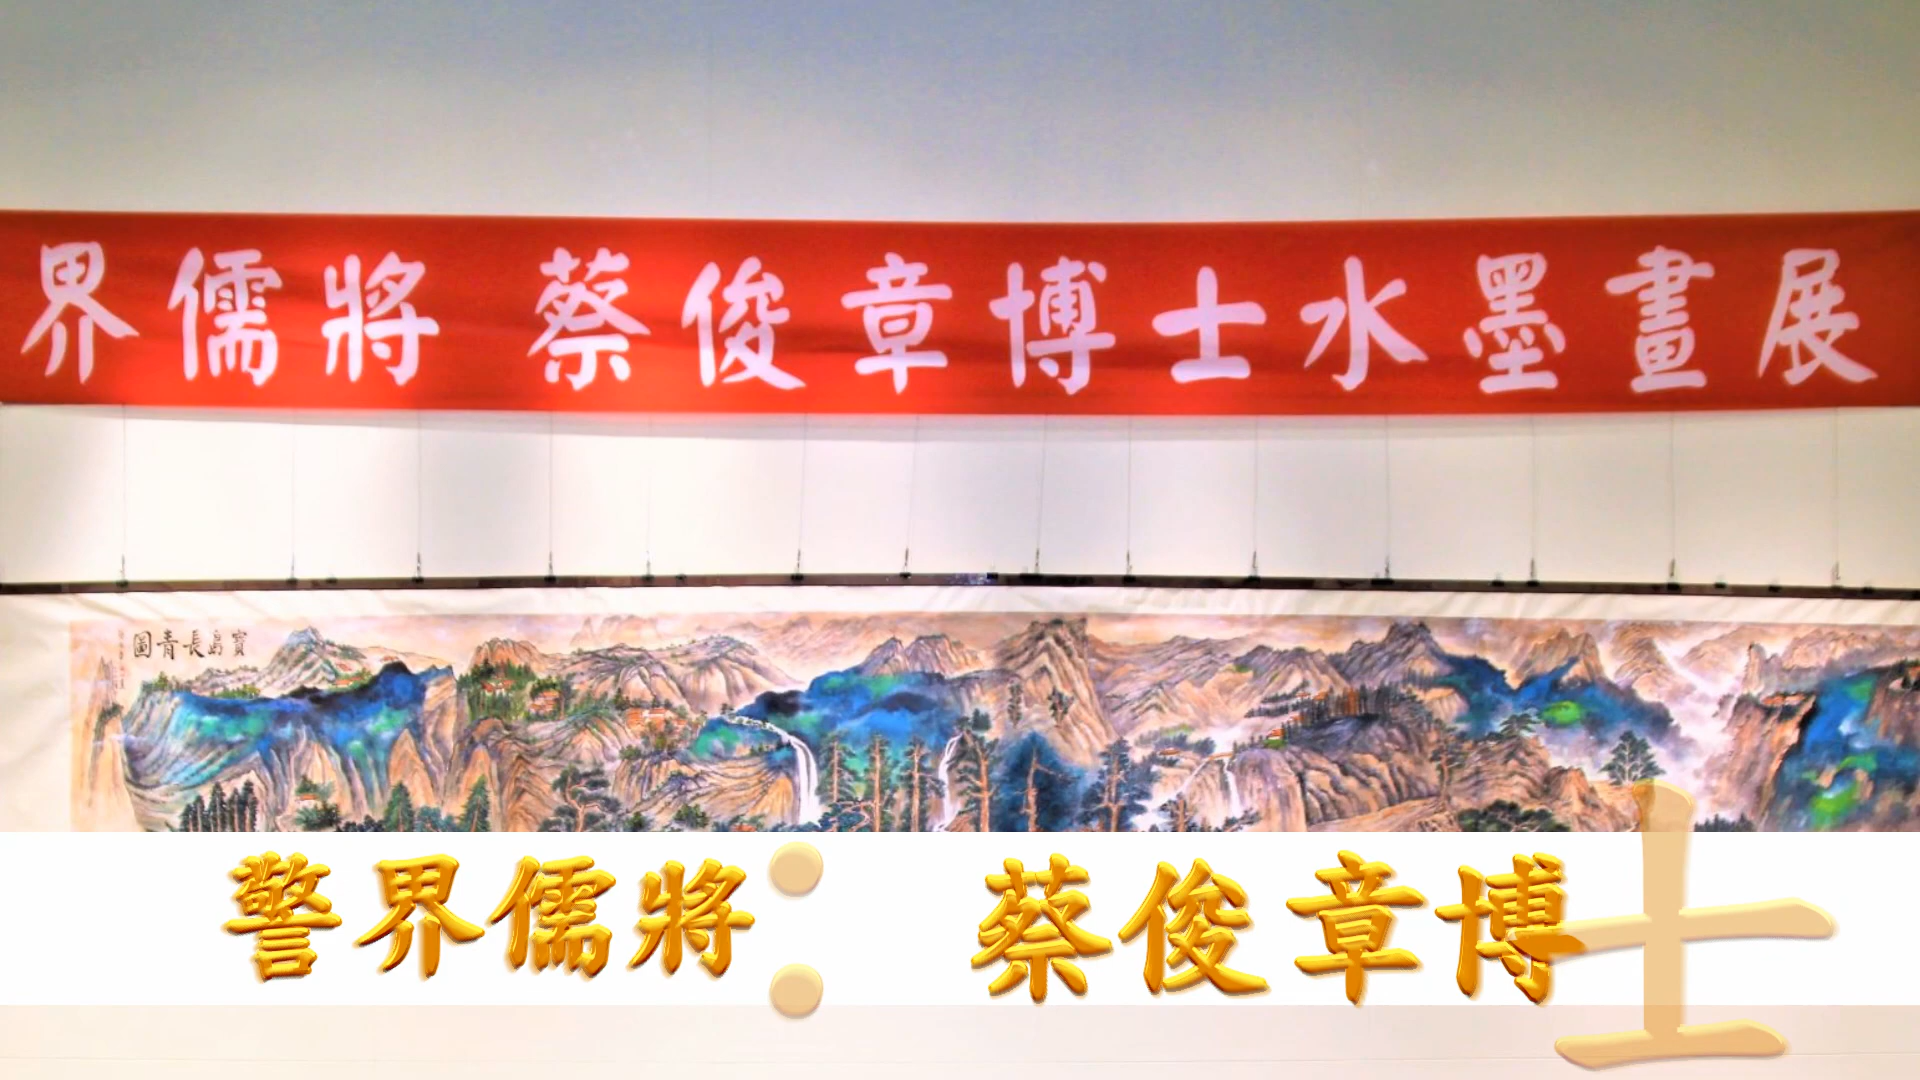 界儒將 蔡俊章博士水墨畫展
寶島長青圖
警界儒將： 蔡俊章博士